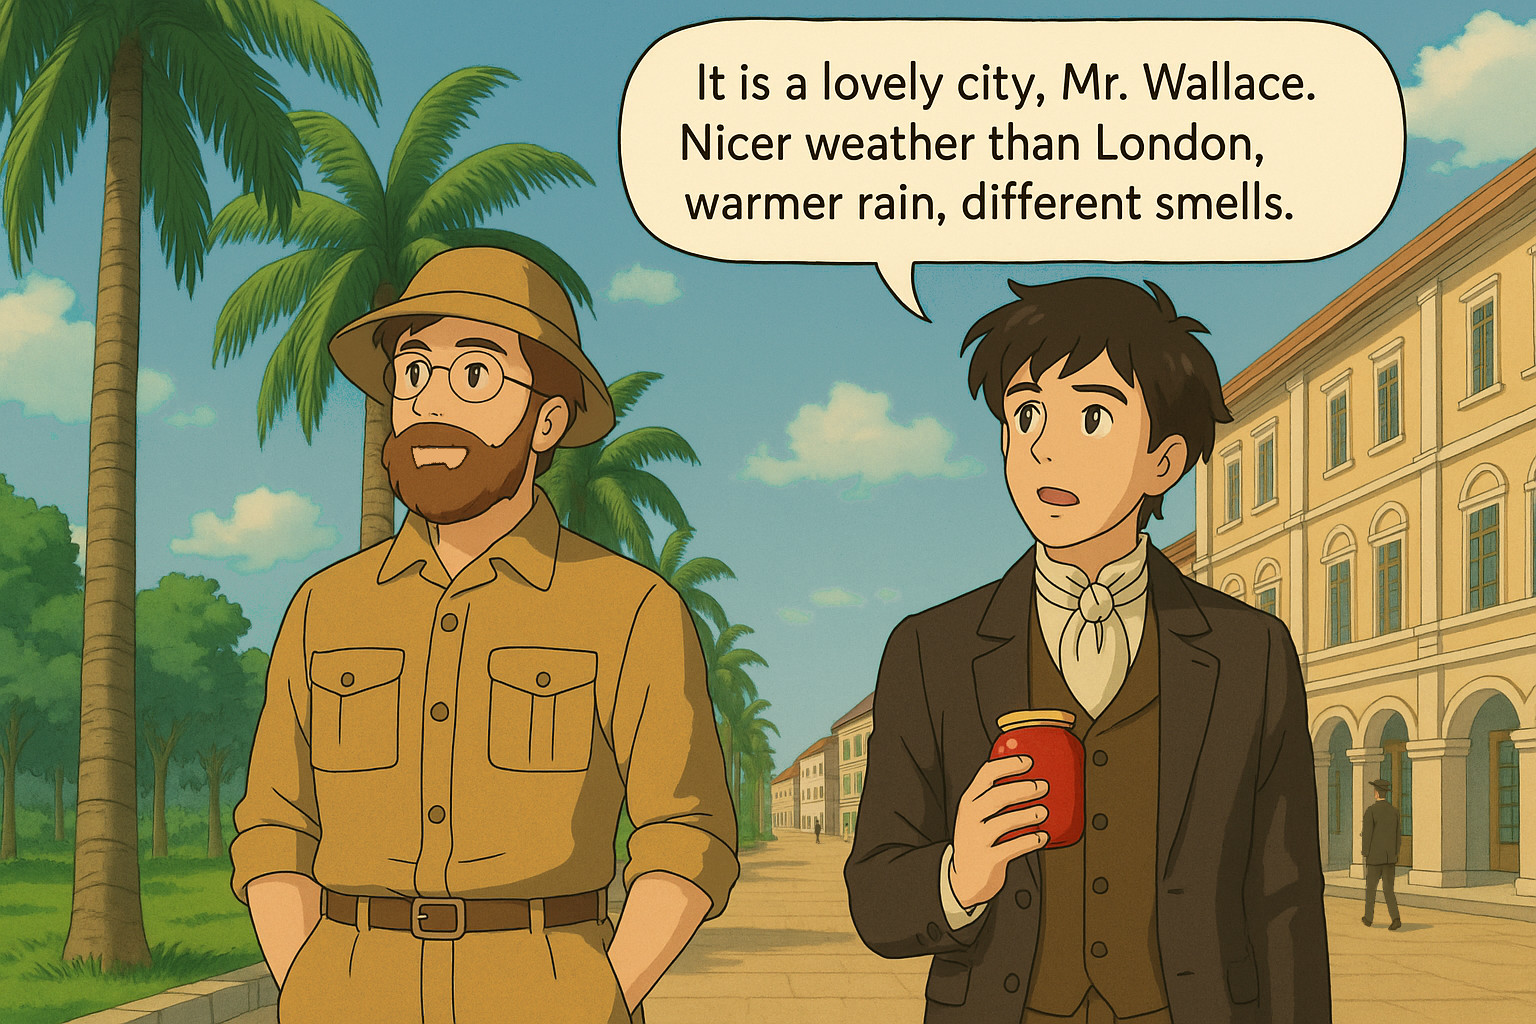 It is a lovely city, Mr. Wallace.
Nicer weather than London,
warmer rain, different smells.